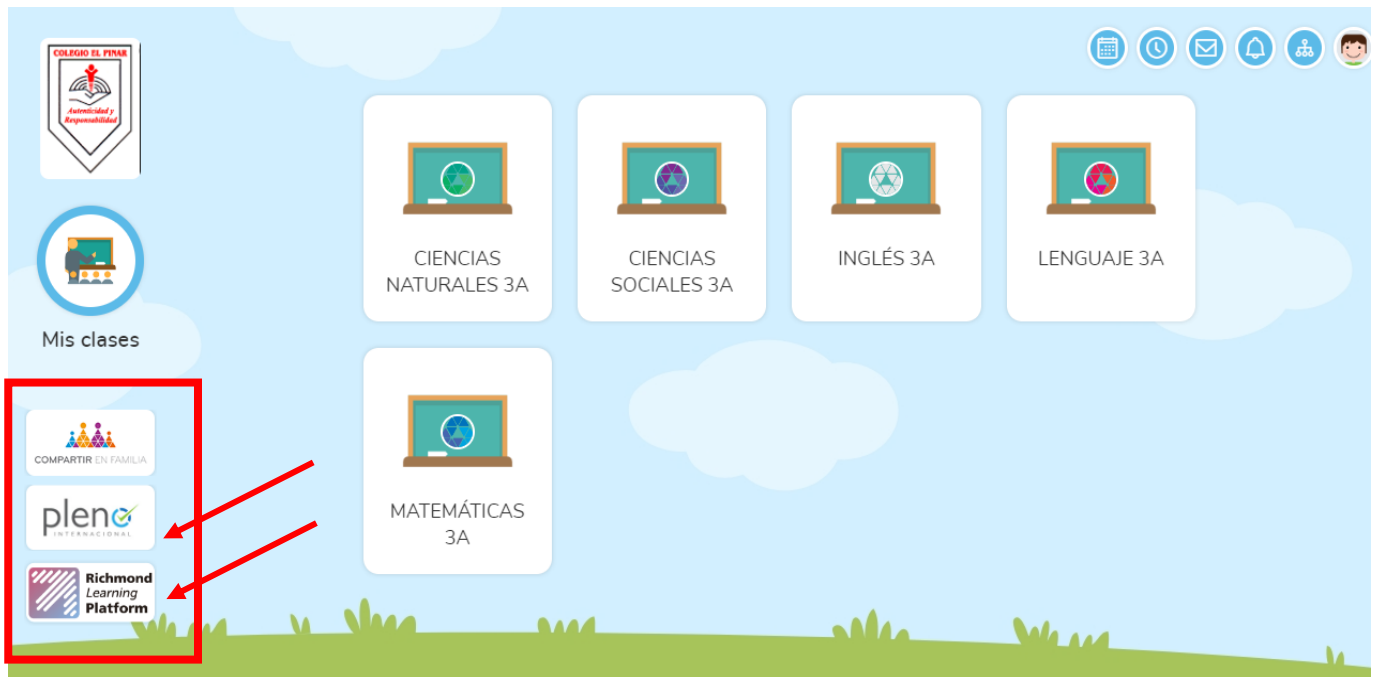 COLEGIO EL PINAR
Autenticidad y
Responsabilidad
Mis clases
COMPARTIR EN FAMILIA
pleno
INTERNACIONAL
Richmond
Learning
Platform
CIENCIAS
NATURALES 3A
CIENCIAS
SOCIALES 3A
INGLÉS 3A
LENGUAJE 3A
MATEMÁTICAS
3A